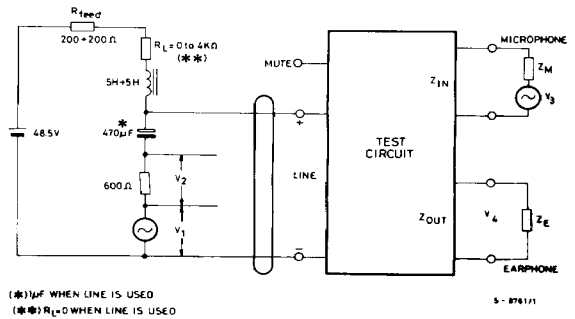 Rfeed
200+200Ω
RL=0 to 4KΩ
(**)
5H+5H
*
470µF
48.5V
600Ω
V2
V1
MUTE
+
LINE
−
TEST
CIRCUIT
ZIN
ZOUT
MICROPHONE
ZM
V3
V4
ZE
EARPHONE
(*)1µF WHEN LINE IS USED
(**)RL=0 WHEN LINE IS USED
S-8761/1